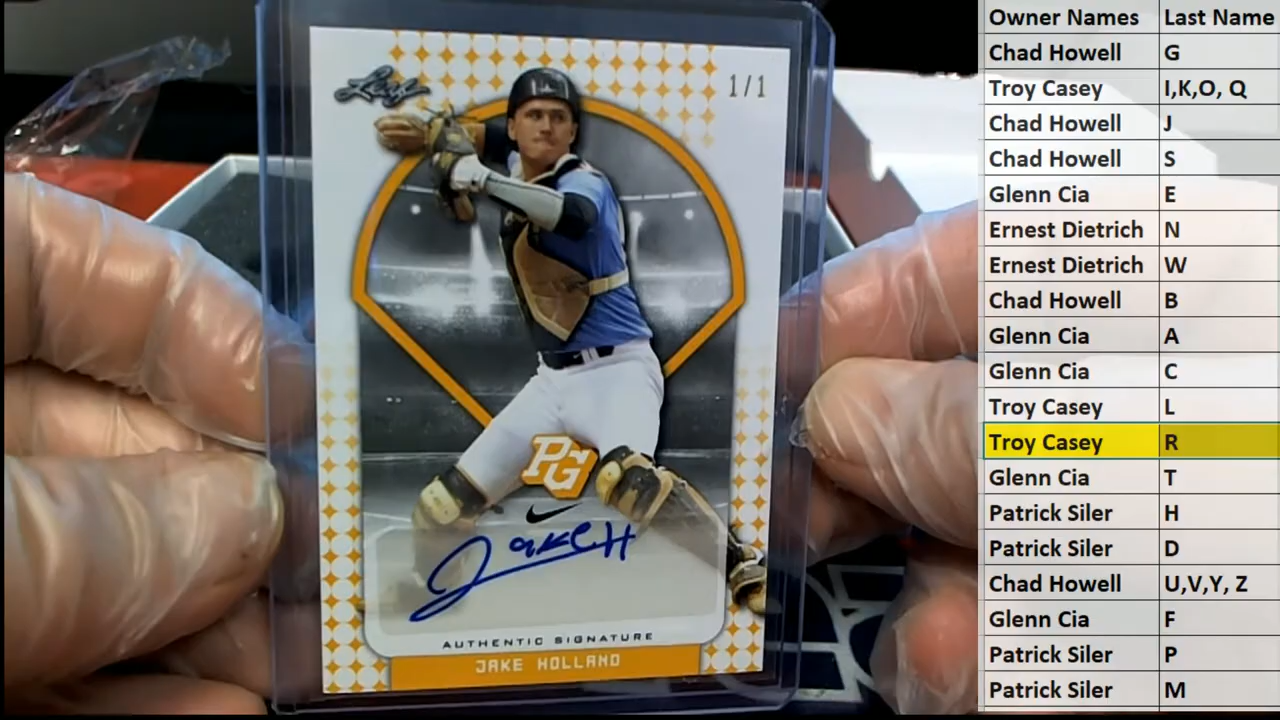 Leaf
1/1
PG
JakeH
AUTHENTIC SIGNATURE
JAKE HOLLAND
Owner Names Last Name
Chad Howell G
Troy Casey I,K,O, Q
Chad Howell J
Chad Howell S
Glenn Cia E
Ernest Dietrich N
Ernest Dietrich W
Chad Howell B
Glenn Cia A
Glenn Cia C
Troy Casey L
Troy Casey R
Glenn Cia T
Patrick Siler H
Patrick Siler D
Chad Howell U,V,Y, Z
Glenn Cia F
Patrick Siler P
Patrick Siler M